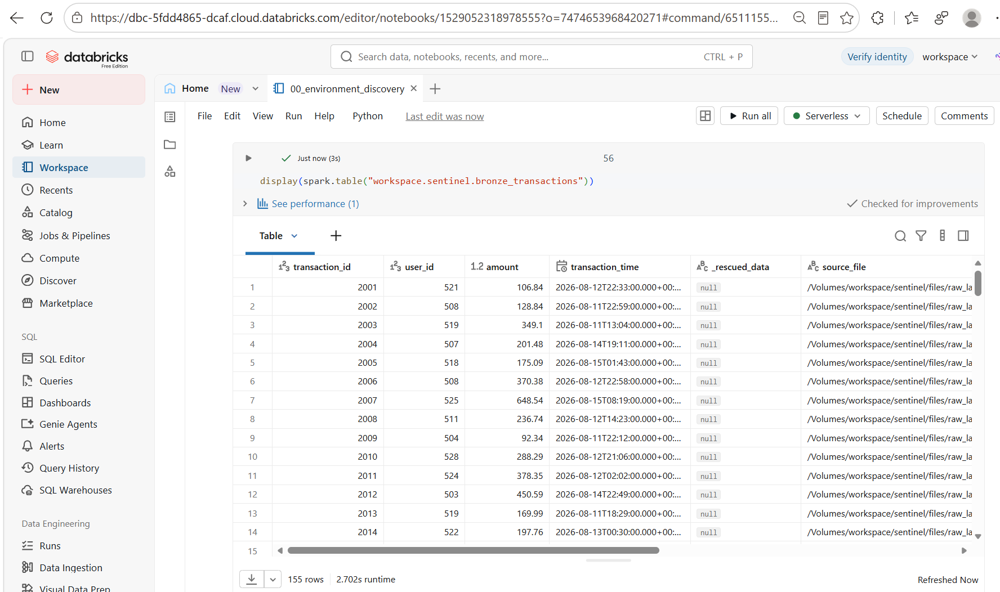 https://dbc-5fdd4865-dcaf.cloud.databricks.com/editor/notebooks/1529052318978555?o=7474653968420271#command/6511155...
databricks
Free Edition
Search data, notebooks, recents, and more...
CTRL + P
Verify identity
workspace
New
Home
Learn
Workspace
Recents
Catalog
Jobs & Pipelines
Compute
Discover
Marketplace
SQL
SQL Editor
Queries
Dashboards
Genie Agents
Alerts
Query History
SQL Warehouses
Data Engineering
Runs
Data Ingestion
Visual Data Prep
Home New
00_environment_discovery
File Edit View Run Help Python Last edit was now
Run all
Serverless
Schedule
Comments
Just now (3s)
56
display(spark.table("workspace.sentinel.bronze_transactions"))
See performance (1)
Checked for improvements
Table
transaction_id user_id 1.2 amount transaction_time _rescued_data source_file
1 2001 521 106.84 2026-08-12T22:33:00.000+00:... null /Volumes/workspace/sentinel/files/raw_la
2 2002 508 128.84 2026-08-11T22:59:00.000+00:... null /Volumes/workspace/sentinel/files/raw_la
3 2003 519 349.1 2026-08-11T13:04:00.000+00:... null /Volumes/workspace/sentinel/files/raw_la
4 2004 507 201.48 2026-08-14T19:11:00.000+00:... null /Volumes/workspace/sentinel/files/raw_la
5 2005 518 175.09 2026-08-15T01:43:00.000+00:... null /Volumes/workspace/sentinel/files/raw_la
6 2006 508 370.38 2026-08-12T22:58:00.000+00:... null /Volumes/workspace/sentinel/files/raw_la
7 2007 525 648.54 2026-08-15T08:19:00.000+00:... null /Volumes/workspace/sentinel/files/raw_la
8 2008 511 236.74 2026-08-12T14:23:00.000+00:... null /Volumes/workspace/sentinel/files/raw_la
9 2009 504 92.34 2026-08-11T22:12:00.000+00:... null /Volumes/workspace/sentinel/files/raw_la
10 2010 528 288.29 2026-08-12T21:06:00.000+00:... null /Volumes/workspace/sentinel/files/raw_la
11 2011 524 378.35 2026-08-12T02:02:00.000+00:... null /Volumes/workspace/sentinel/files/raw_la
12 2012 503 450.59 2026-08-14T22:49:00.000+00:... null /Volumes/workspace/sentinel/files/raw_la
13 2013 519 169.99 2026-08-11T18:29:00.000+00:... null /Volumes/workspace/sentinel/files/raw_la
14 2014 522 197.76 2026-08-13T00:30:00.000+00:... null /Volumes/workspace/sentinel/files/raw_la
15
155 rows
2.702s runtime
Refreshed Now